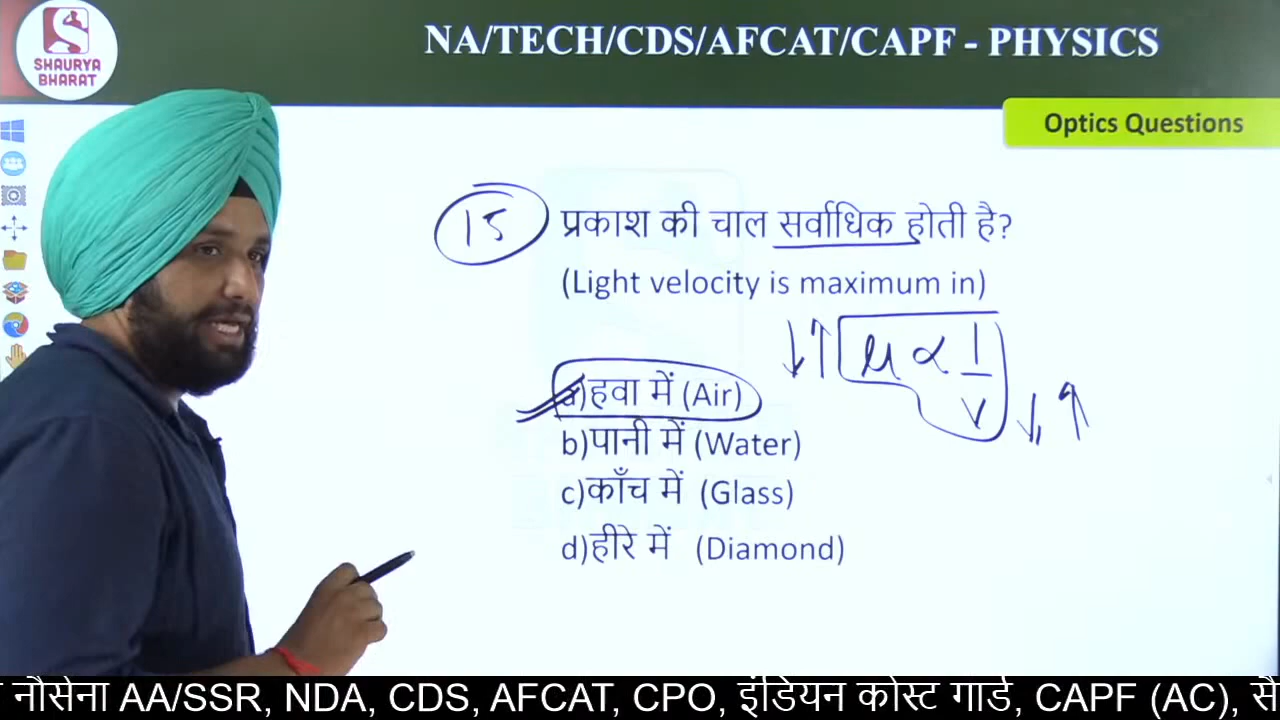 SHAURYA
BHARAT
NA/TECH/CDS/AFCAT/CAPF - PHYSICS
Optics Questions
15 प्रकाश की चाल सर्वाधिक होती है?
(Light velocity is maximum in)
μ ∝ 1
v
a)हवा में (Air)
b)पानी में (Water)
c)काँच में (Glass)
d)हीरे में (Diamond)
नौसेना AA/SSR, NDA, CDS, AFCAT, CPO, इंडियन कोस्ट गार्ड, CAPF (AC),